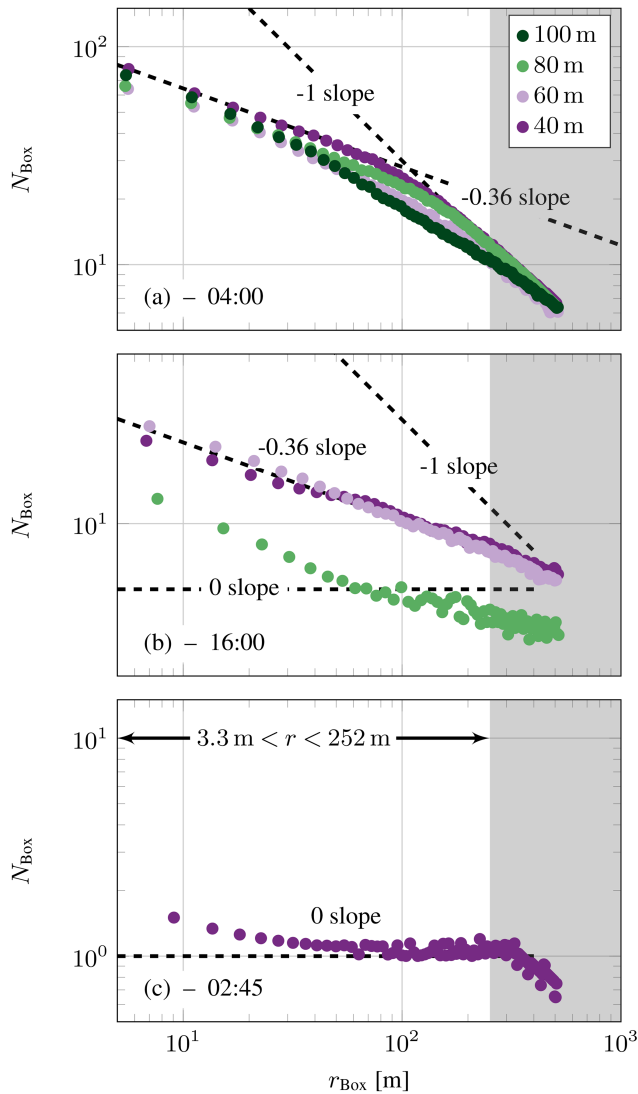 10²
10¹
N_Box
-1 slope
-0.36 slope
100 m
80 m
60 m
40 m
(a) – 04:00
10¹
N_Box
-0.36 slope
-1 slope
0 slope
(b) – 16:00
10¹
10⁰
N_Box
3.3 m < r < 252 m
0 slope
(c) – 02:45
10¹
10²
10³
r_Box [m]